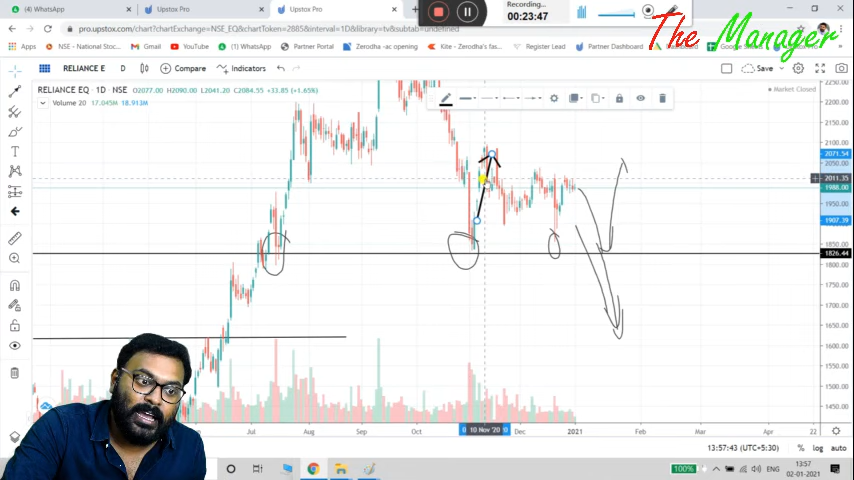 WhatsApp
Upstox Pro
Upstox Pro
Recording...
00:23:47
The Manager
pro.upstox.com/chart?chartExchange=NSE_EQ&chartToken=2885&interval=1D&library=tv&subtab=undefined
Apps
NSE - National Stoc...
Gmail
YouTube
(1) WhatsApp
Partner Portal
Zerodha -ac opening
Kite - Zerodha's fas...
Register Lead
Upstox Pro
Partner Dashboard
RELIANCE E
D
Compare
Indicators
Save
RELIANCE EQ · 1D · NSE O2077.00 H2090.00 L2041.20 C2084.55 +33.85 (+1.65%)
Market Closed
Volume 20 17.045M 18.913M
2250.00
2200.00
2150.00
2100.00
2071.54
2011.35
1988.00
1950.00
1907.39
1850.00
1826.44
1800.00
1750.00
1700.00
1650.00
1600.00
1550.00
1500.00
1450.00
Jul
Aug
Sep
Oct
10 Nov '20
Dec
2021
Feb
Mar
Apr
22
13:57:43 (UTC+5:30)
%
log
auto
100%
ENG
13:57
02-01-2021